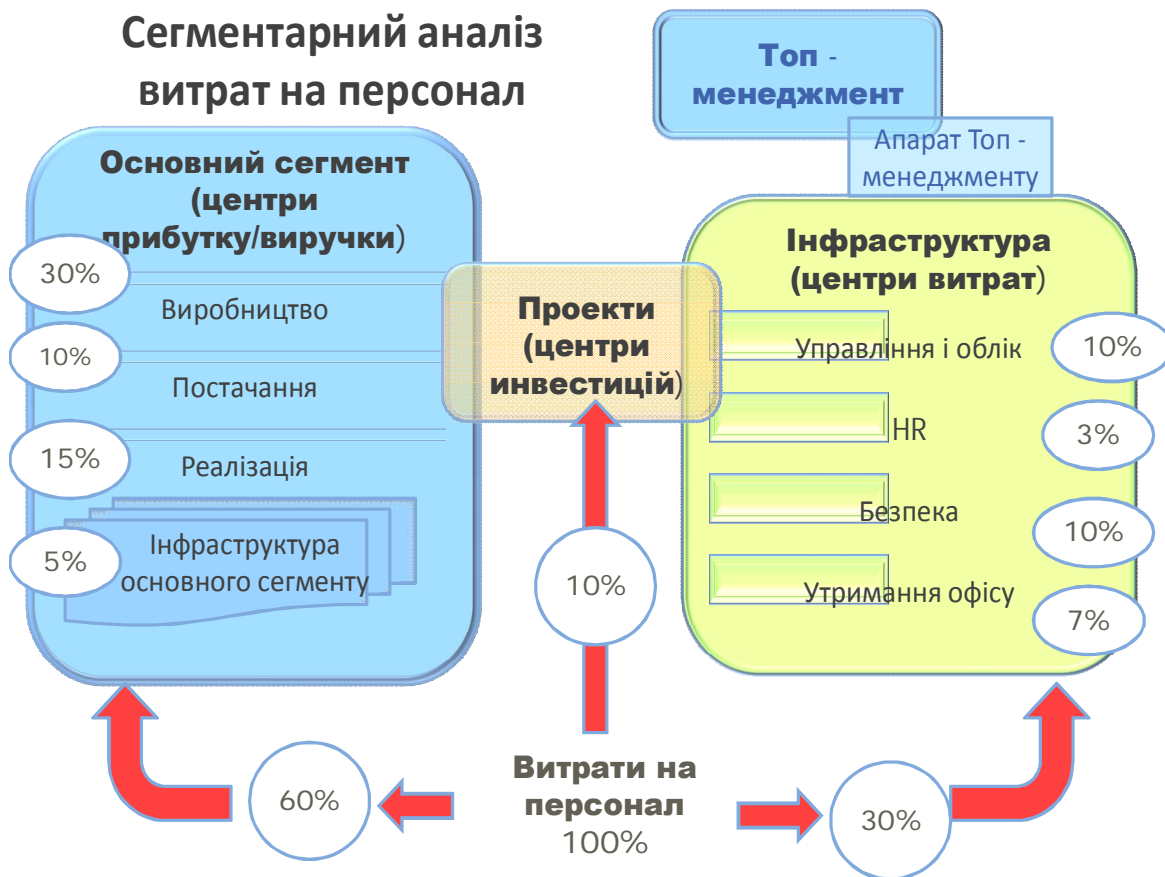 Сегментарний аналіз
витрат на персонал
Топ -
менеджмент
Апарат Топ -
менеджменту
Основний сегмент
(центри
прибутку/виручки)
30%
Виробництво
10%
Постачання
15%
Реалізація
5%
Інфраструктура
основного сегменту
Проекти
(центри
инвестицій)
Інфраструктура
(центри витрат)
Управління і облік
10%
HR
3%
Безпека
10%
Утримання офісу
7%
10%
60%
Витрати на
персонал
100%
30%